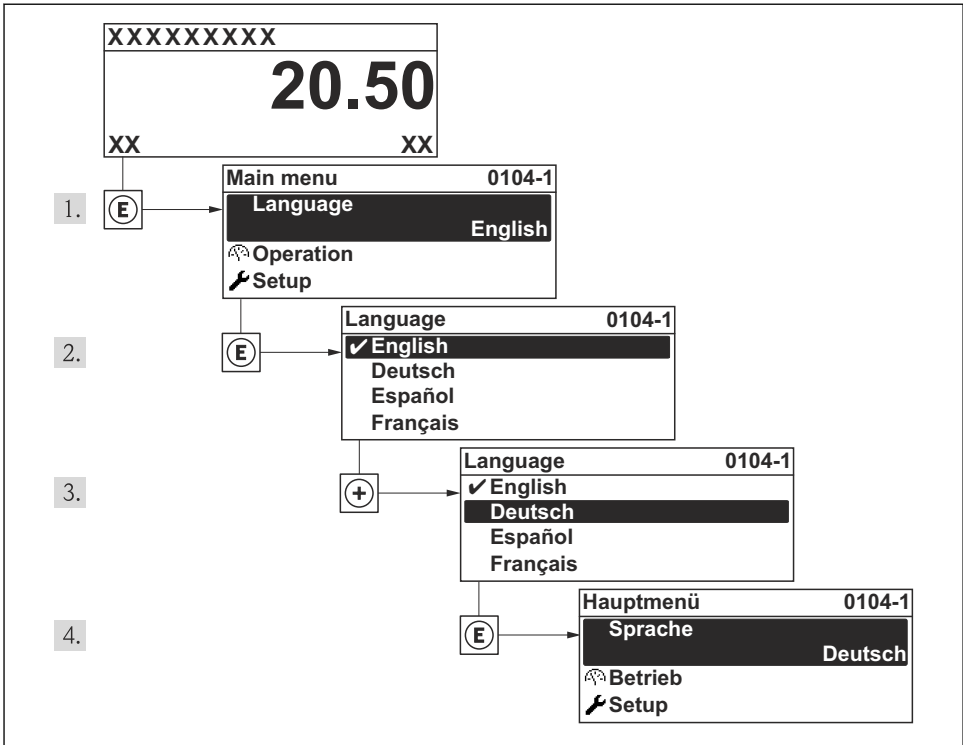 XXXXXXXXX
20.50
XX XX
1. E
Main menu 0104-1
Language
English
Operation
Setup
2. E
Language 0104-1
✔ English
Deutsch
Español
Français
3. +
Language 0104-1
✔ English
Deutsch
Español
Français
4. E
Hauptmenü 0104-1
Sprache
Deutsch
Betrieb
Setup